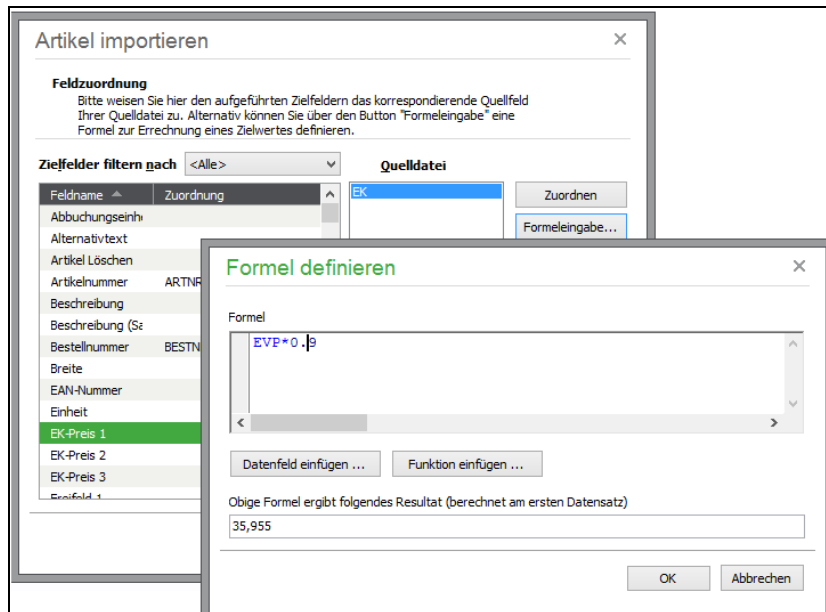 Artikel importieren
Feldzuordnung
Bitte weisen Sie hier den aufgeführten Zielfeldern das korrespondierende Quellfeld
Ihrer Quelldatei zu. Alternativ können Sie über den Button "Formeleingabe" eine
Formel zur Errechnung eines Zielwertes definieren.
Zielfelder filtern nach <Alle> Quelldatei
Feldname Zuordnung
EK
Zuordnen
Formeleingabe...
Abbuchungseinh
Alternativtext
Artikel Löschen
Artikelnummer ARTNR
Beschreibung
Beschreibung (Sa
Bestellnummer BESTN
Breite
EAN-Nummer
Einheit
EK-Preis 1
EK-Preis 2
EK-Preis 3
Freifeld 1
Formel definieren
Formel
EVP*0.9
Datenfeld einfügen ... Funktion einfügen ...
Obige Formel ergibt folgendes Resultat (berechnet am ersten Datensatz)
35,955
OK Abbrechen